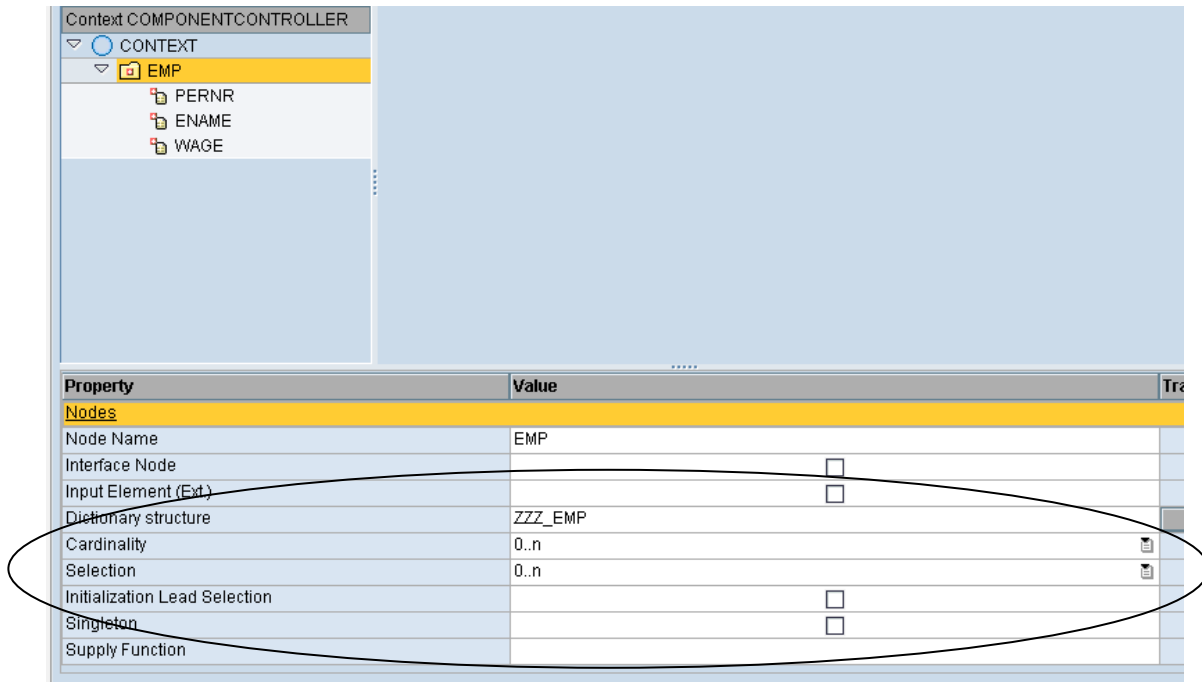 Context COMPONENTCONTROLLER
CONTEXT
EMP
PERNR
ENAME
WAGE
Property Value Tra
Nodes
Node Name EMP
Interface Node
Input Element (Ext.)
Dictionary structure ZZZ_EMP
Cardinality 0..n
Selection 0..n
Initialization Lead Selection
Singleton
Supply Function